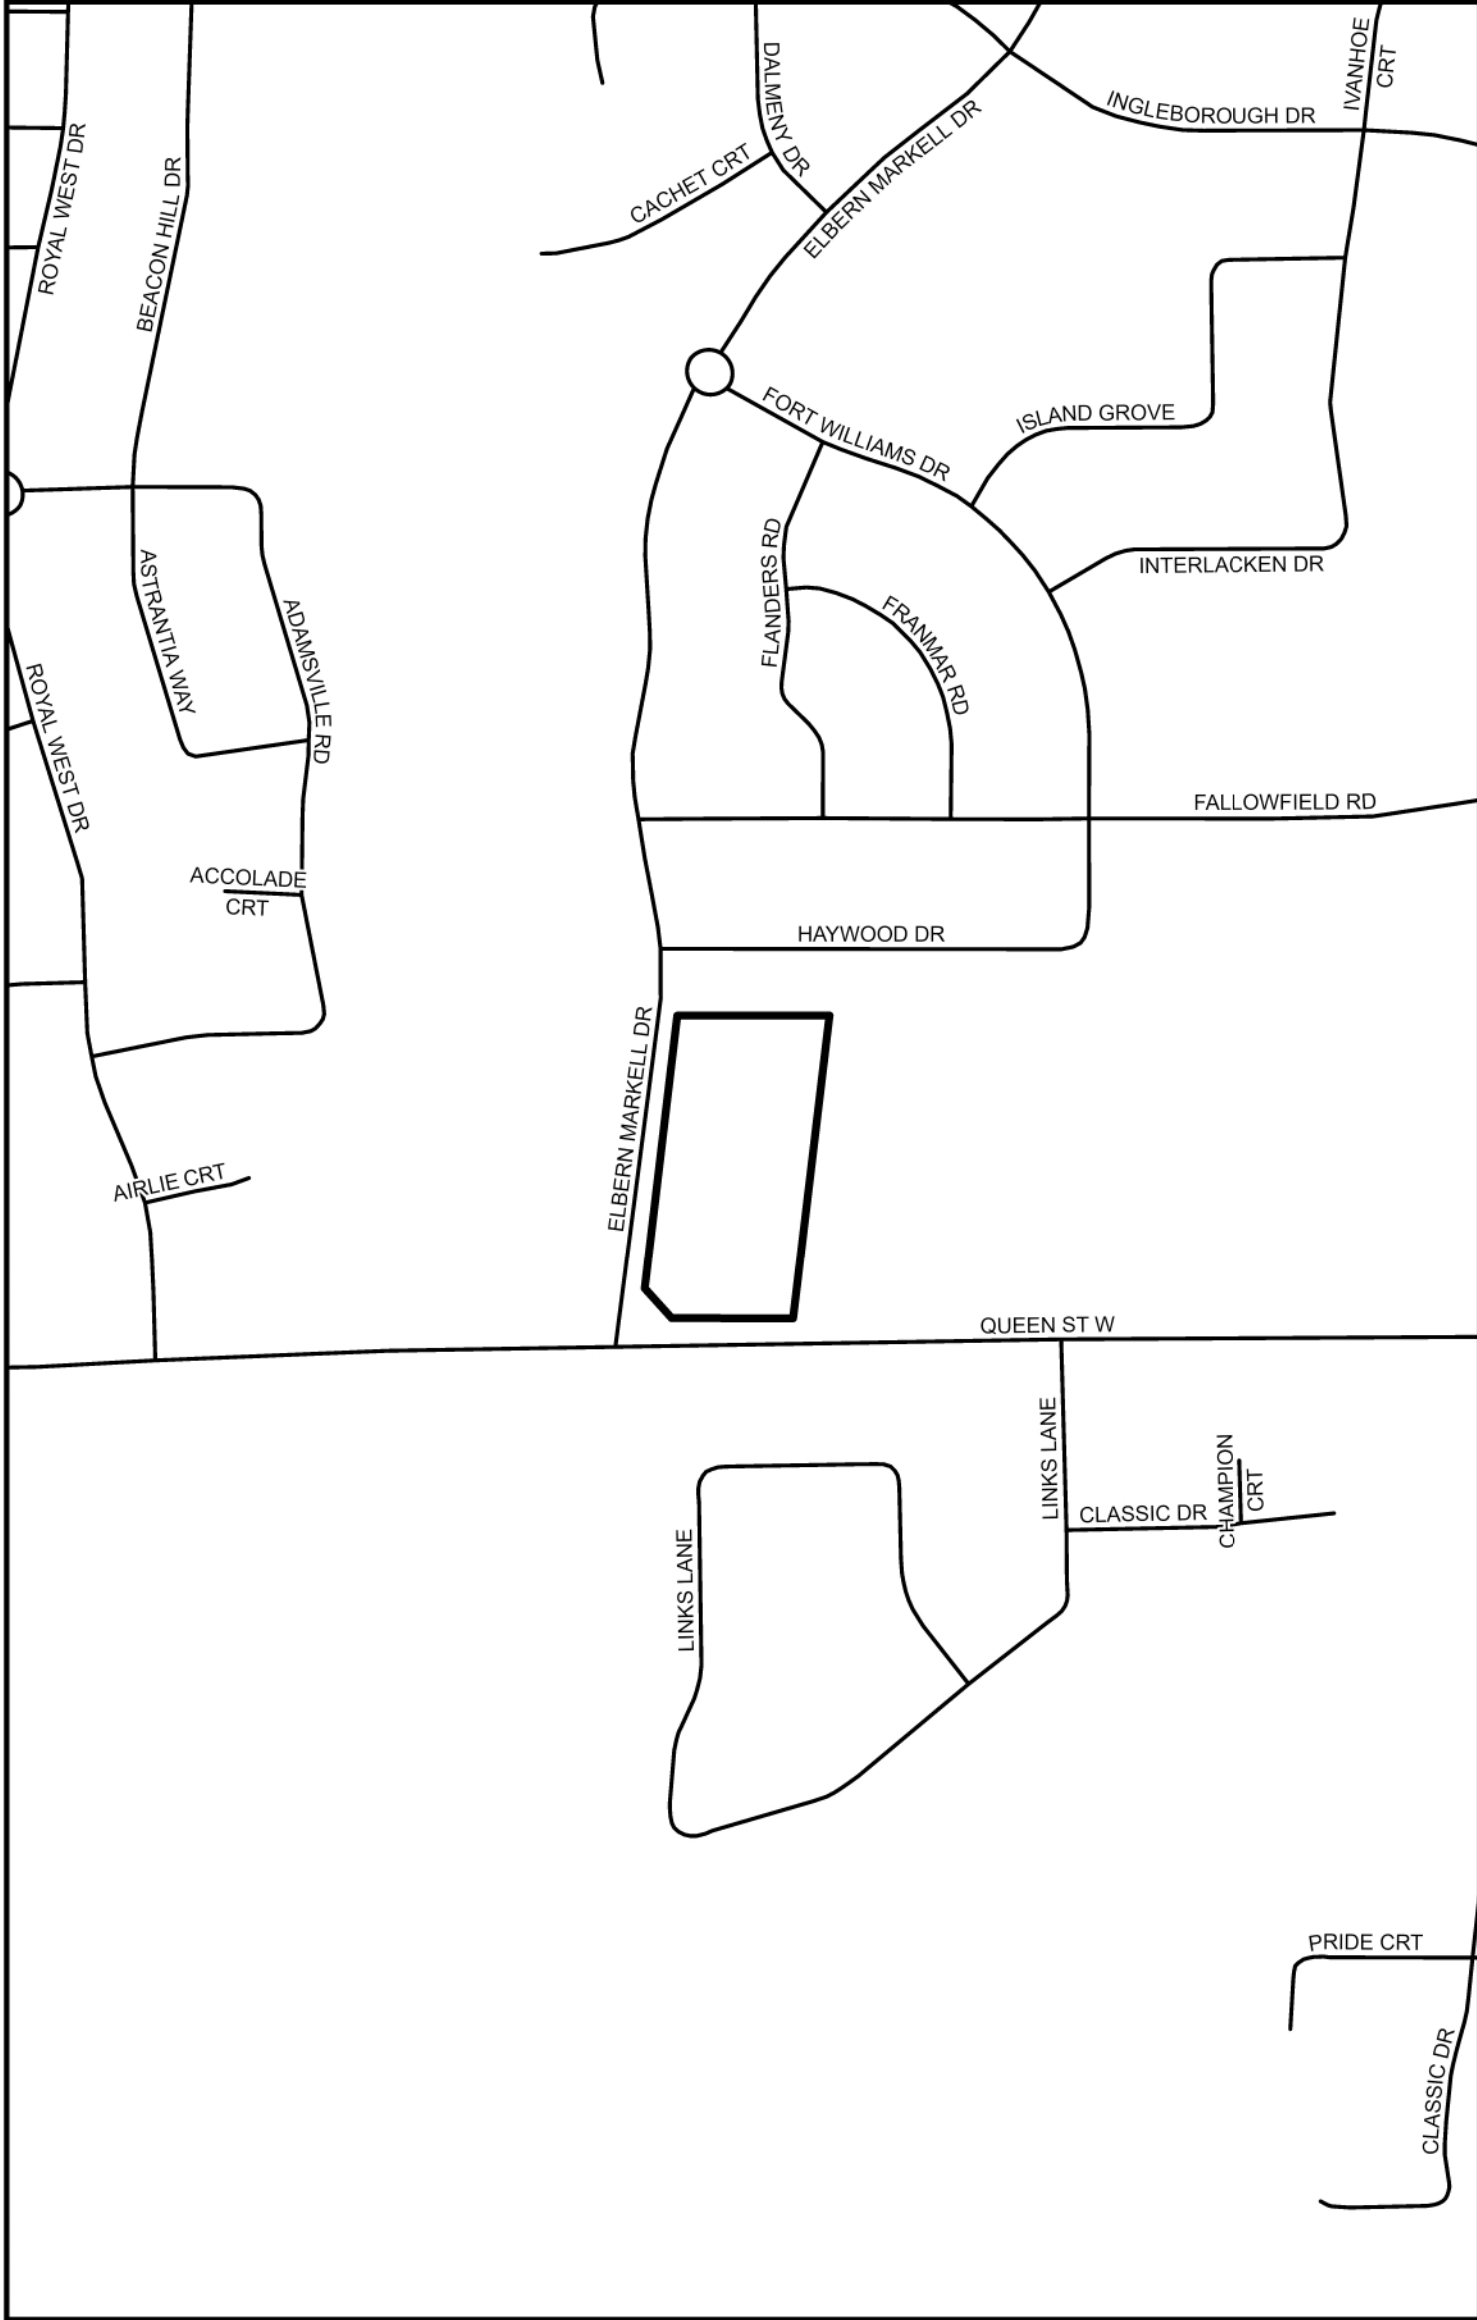 IVANHOE
CRT
DALMENY DR
INGLEBOROUGH DR
ELBERN MARKELL DR
CACHET CRT
ROYAL WEST DR
BEACON HILL DR
FORT WILLIAMS DR
ISLAND GROVE
FLANDERS RD
INTERLACKEN DR
ASTRANTIA WAY
ADAMSVILLE RD
FRANMAR RD
ROYAL WEST DR
FALLOWFIELD RD
ACCOLADE
CRT
HAYWOOD DR
ELBERN MARKELL DR
AIRLIE CRT
QUEEN ST W
LINKS LANE
CHAMPION
CRT
CLASSIC DR
LINKS LANE
PRIDE CRT
CLASSIC DR